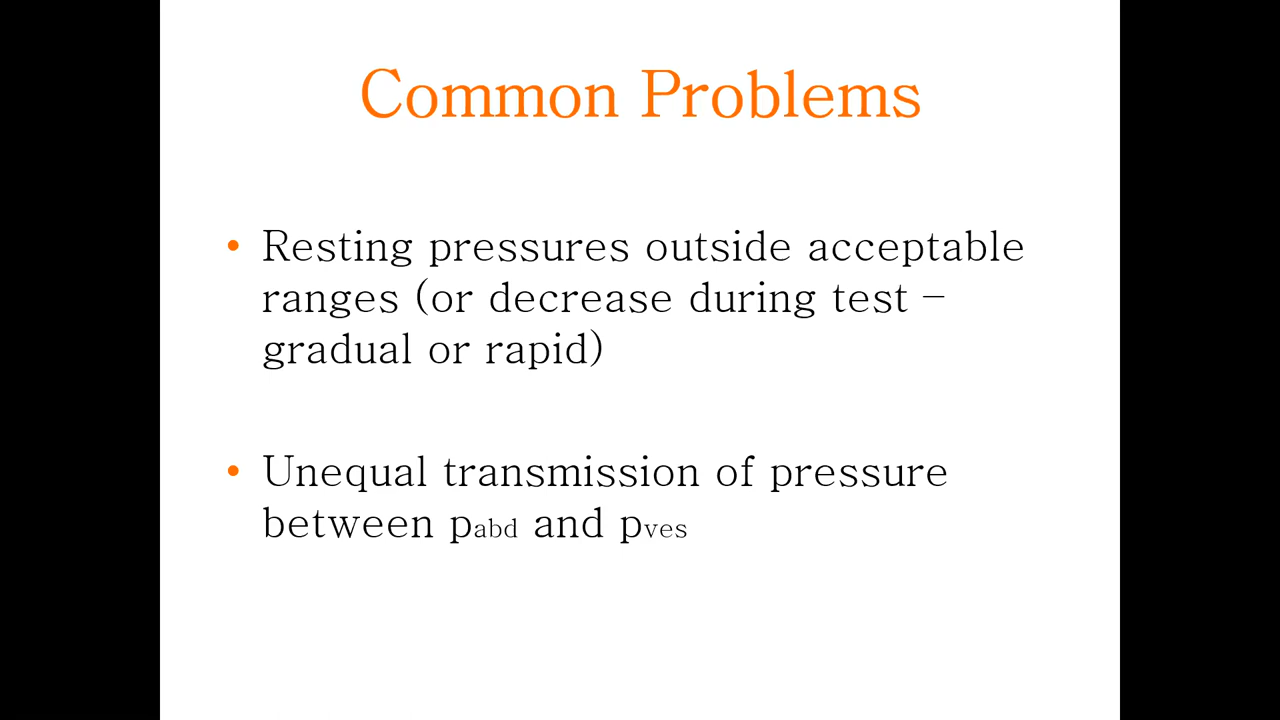 Common Problems
• Resting pressures outside acceptable
ranges (or decrease during test –
gradual or rapid)
• Unequal transmission of pressure
between pabd and pves